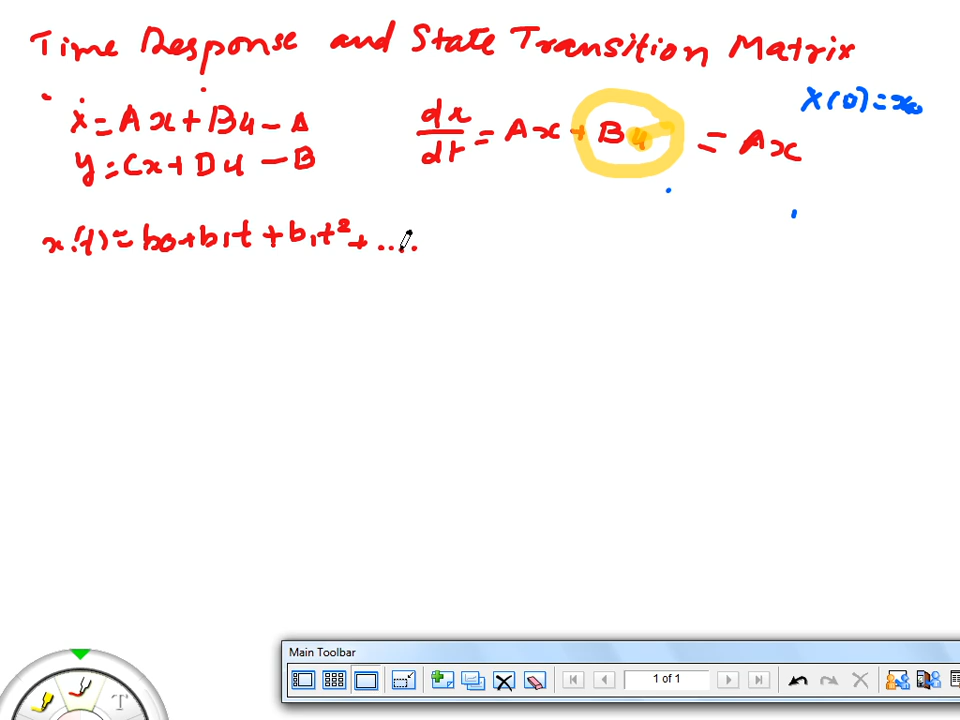 Time Response and State Transition Matrix
ẋ = Ax + Bu - A
y = Cx + Du - B
dx/dt = Ax + Bu = Ax
X(0) = x₀
x(t) = b₀ + b₁t + b₁t² + ....
Main Toolbar
1 of 1
T